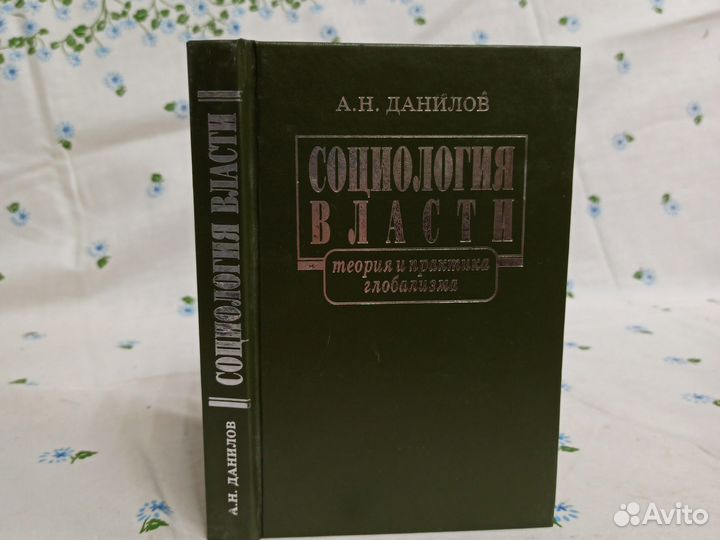 А.Н. ДАНИЛОВ
СОЦИОЛОГИЯ
ВЛАСТИ
теория и практика
глобализма
А.Н. ДАНИЛОВ
СОЦИОЛОГИЯ ВЛАСТИ
Avito